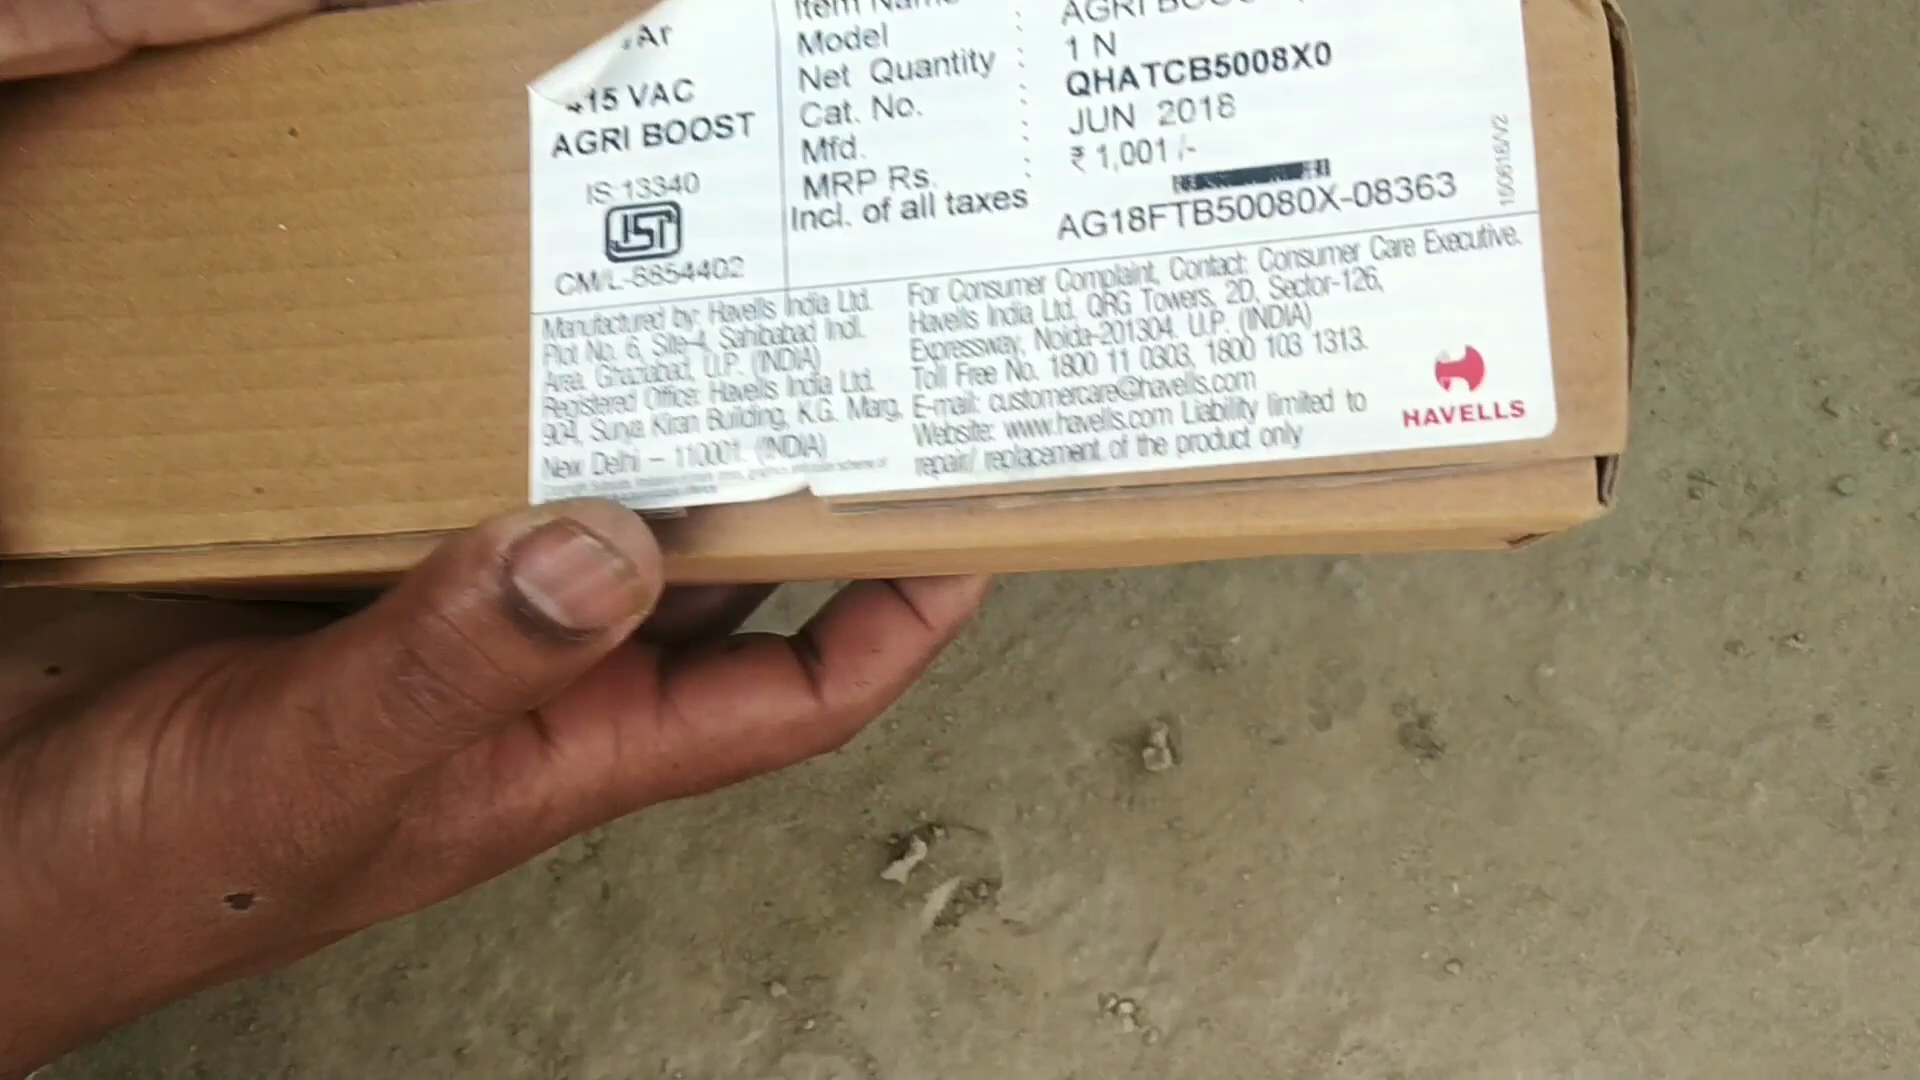 415 VAC
AGRI BOOST
IS:13340
ISI
CM/L-5854402
Item Name :
Model :
Net Quantity :
Cat. No. :
Mfd. :
MRP Rs. :
Incl. of all taxes
AGRI
1 N
QHATCB5008X0
JUN 2018
₹ 1,001/-
AG18FTB50080X-08363
150616/V2
Manufactured by: Havells India Ltd.
Plot No. 6, Site-4, Sahibabad Indl.
Area, Ghaziabad, U.P. (INDIA)
Registered Office: Havells India Ltd.
904, Surya Kiran Building, K.G. Marg,
New Delhi – 110001. (INDIA)
For Consumer Complaint, Contact: Consumer Care Executive.
Havells India Ltd. QRG Towers, 2D, Sector-126,
Expressway, Noida-201304, U.P. (INDIA)
Toll Free No. 1800 11 0303, 1800 103 1313.
E-mail: customercare@havells.com
Website: www.havells.com Liability limited to
repair/ replacement of the product only
HAVELLS